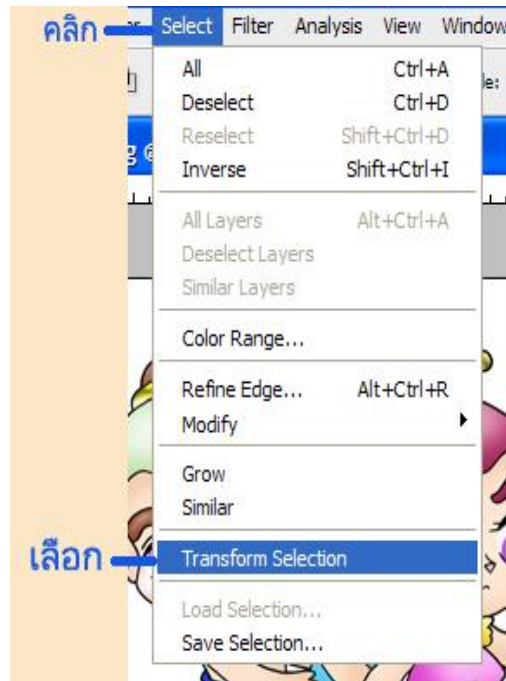 คลิก
Select Filter Analysis View Window
All Ctrl+A
Deselect Ctrl+D
Reselect Shift+Ctrl+D
Inverse Shift+Ctrl+I
All Layers Alt+Ctrl+A
Deselect Layers
Similar Layers
Color Range...
Refine Edge... Alt+Ctrl+R
Modify
Grow
Similar
เลือก
Transform Selection
Load Selection...
Save Selection...